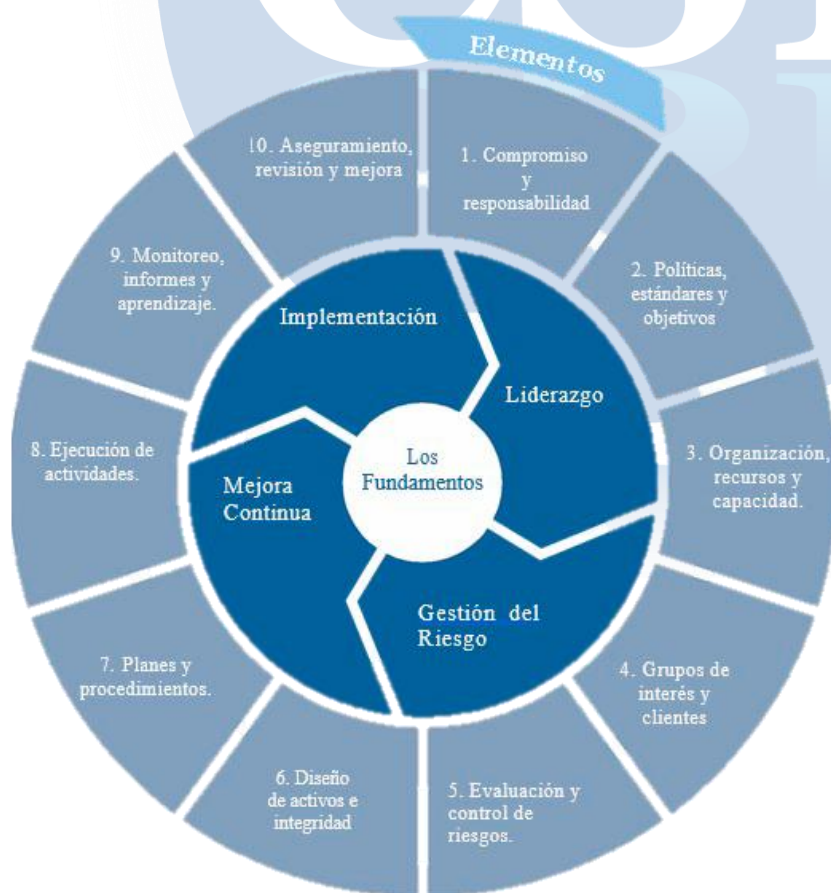 Elementos
1. Compromiso
y
responsabilidad
2. Políticas,
estándares y
objetivos
3. Organización,
recursos y
capacidad.
4. Grupos de
interés y
clientes
5. Evaluación y
control de
riesgos.
6. Diseño
de activos e
integridad
7. Planes y
procedimientos.
8. Ejecución de
actividades.
9. Monitoreo,
informes y
aprendizaje.
10. Aseguramiento,
revisión y mejora
Implementación
Liderazgo
Gestión del
Riesgo
Mejora
Continua
Los
Fundamentos